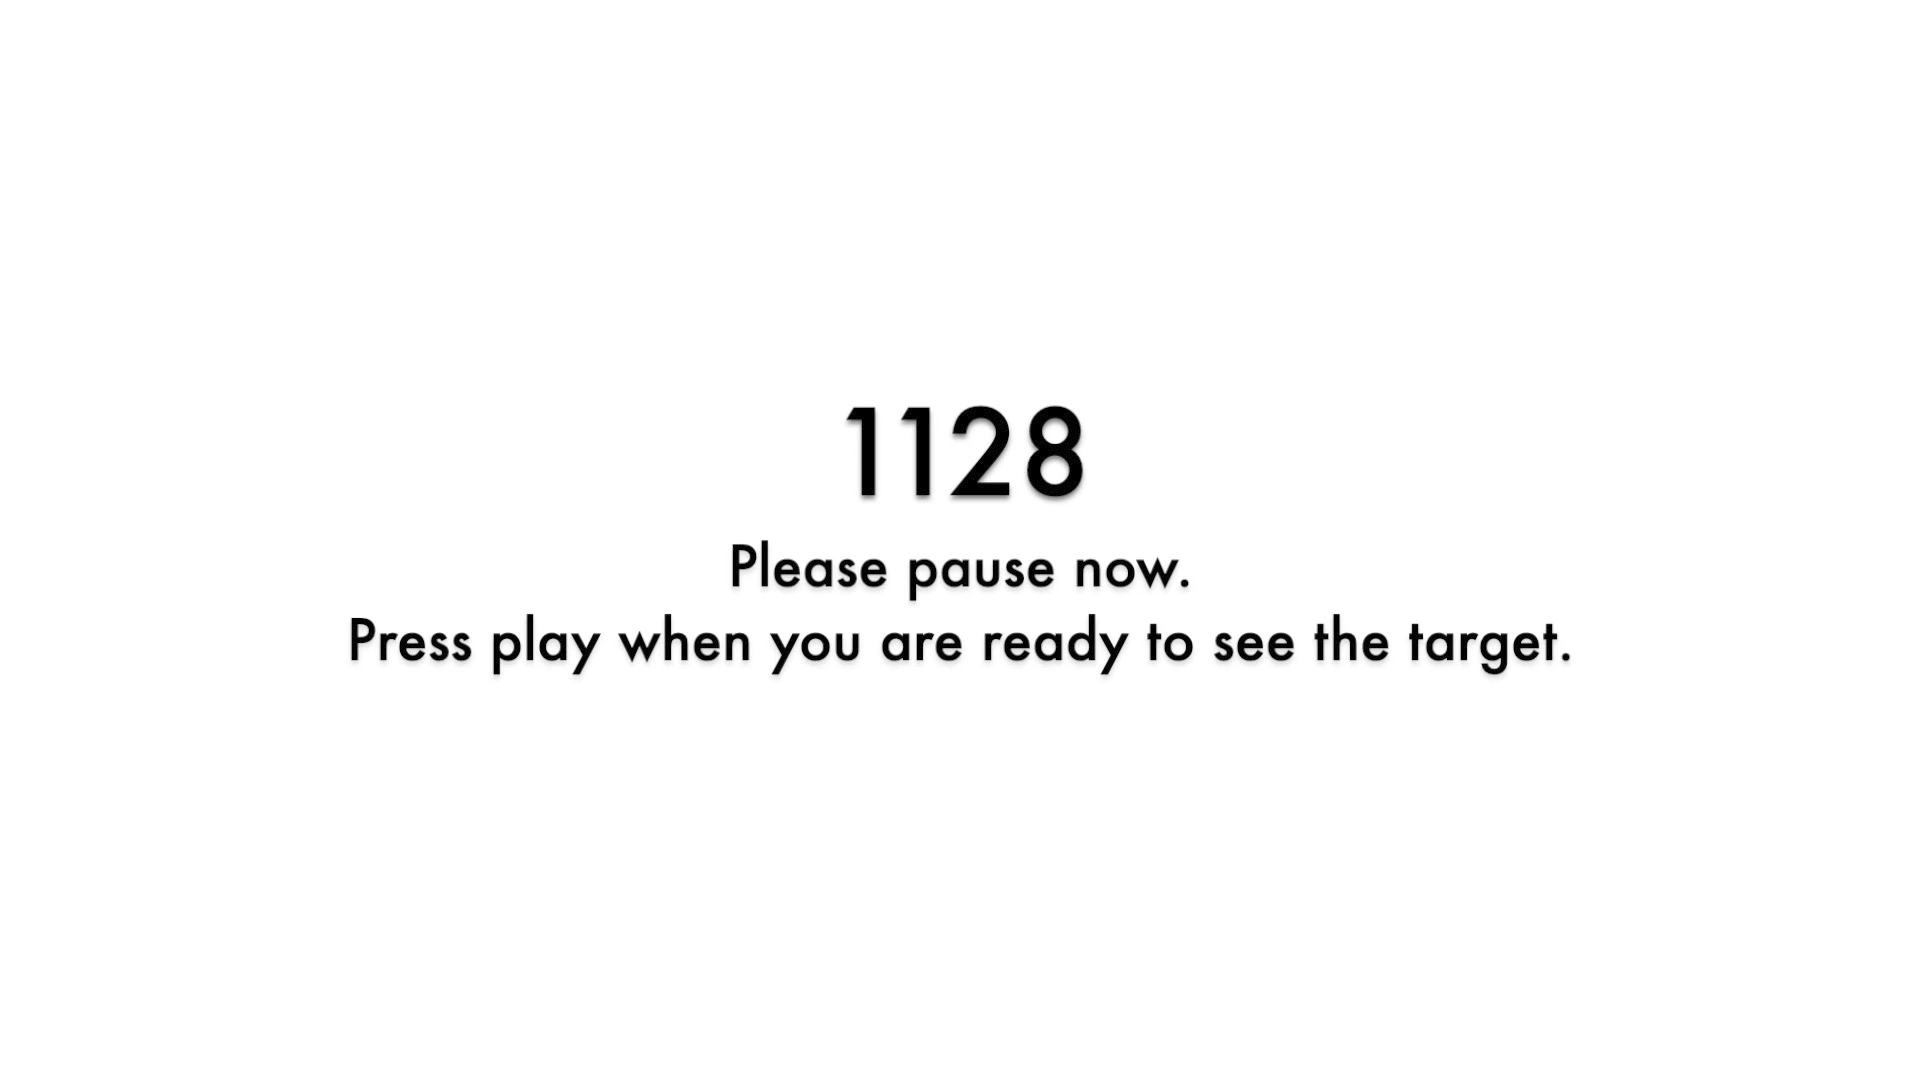 1128
Please pause now.
Press play when you are ready to see the target.